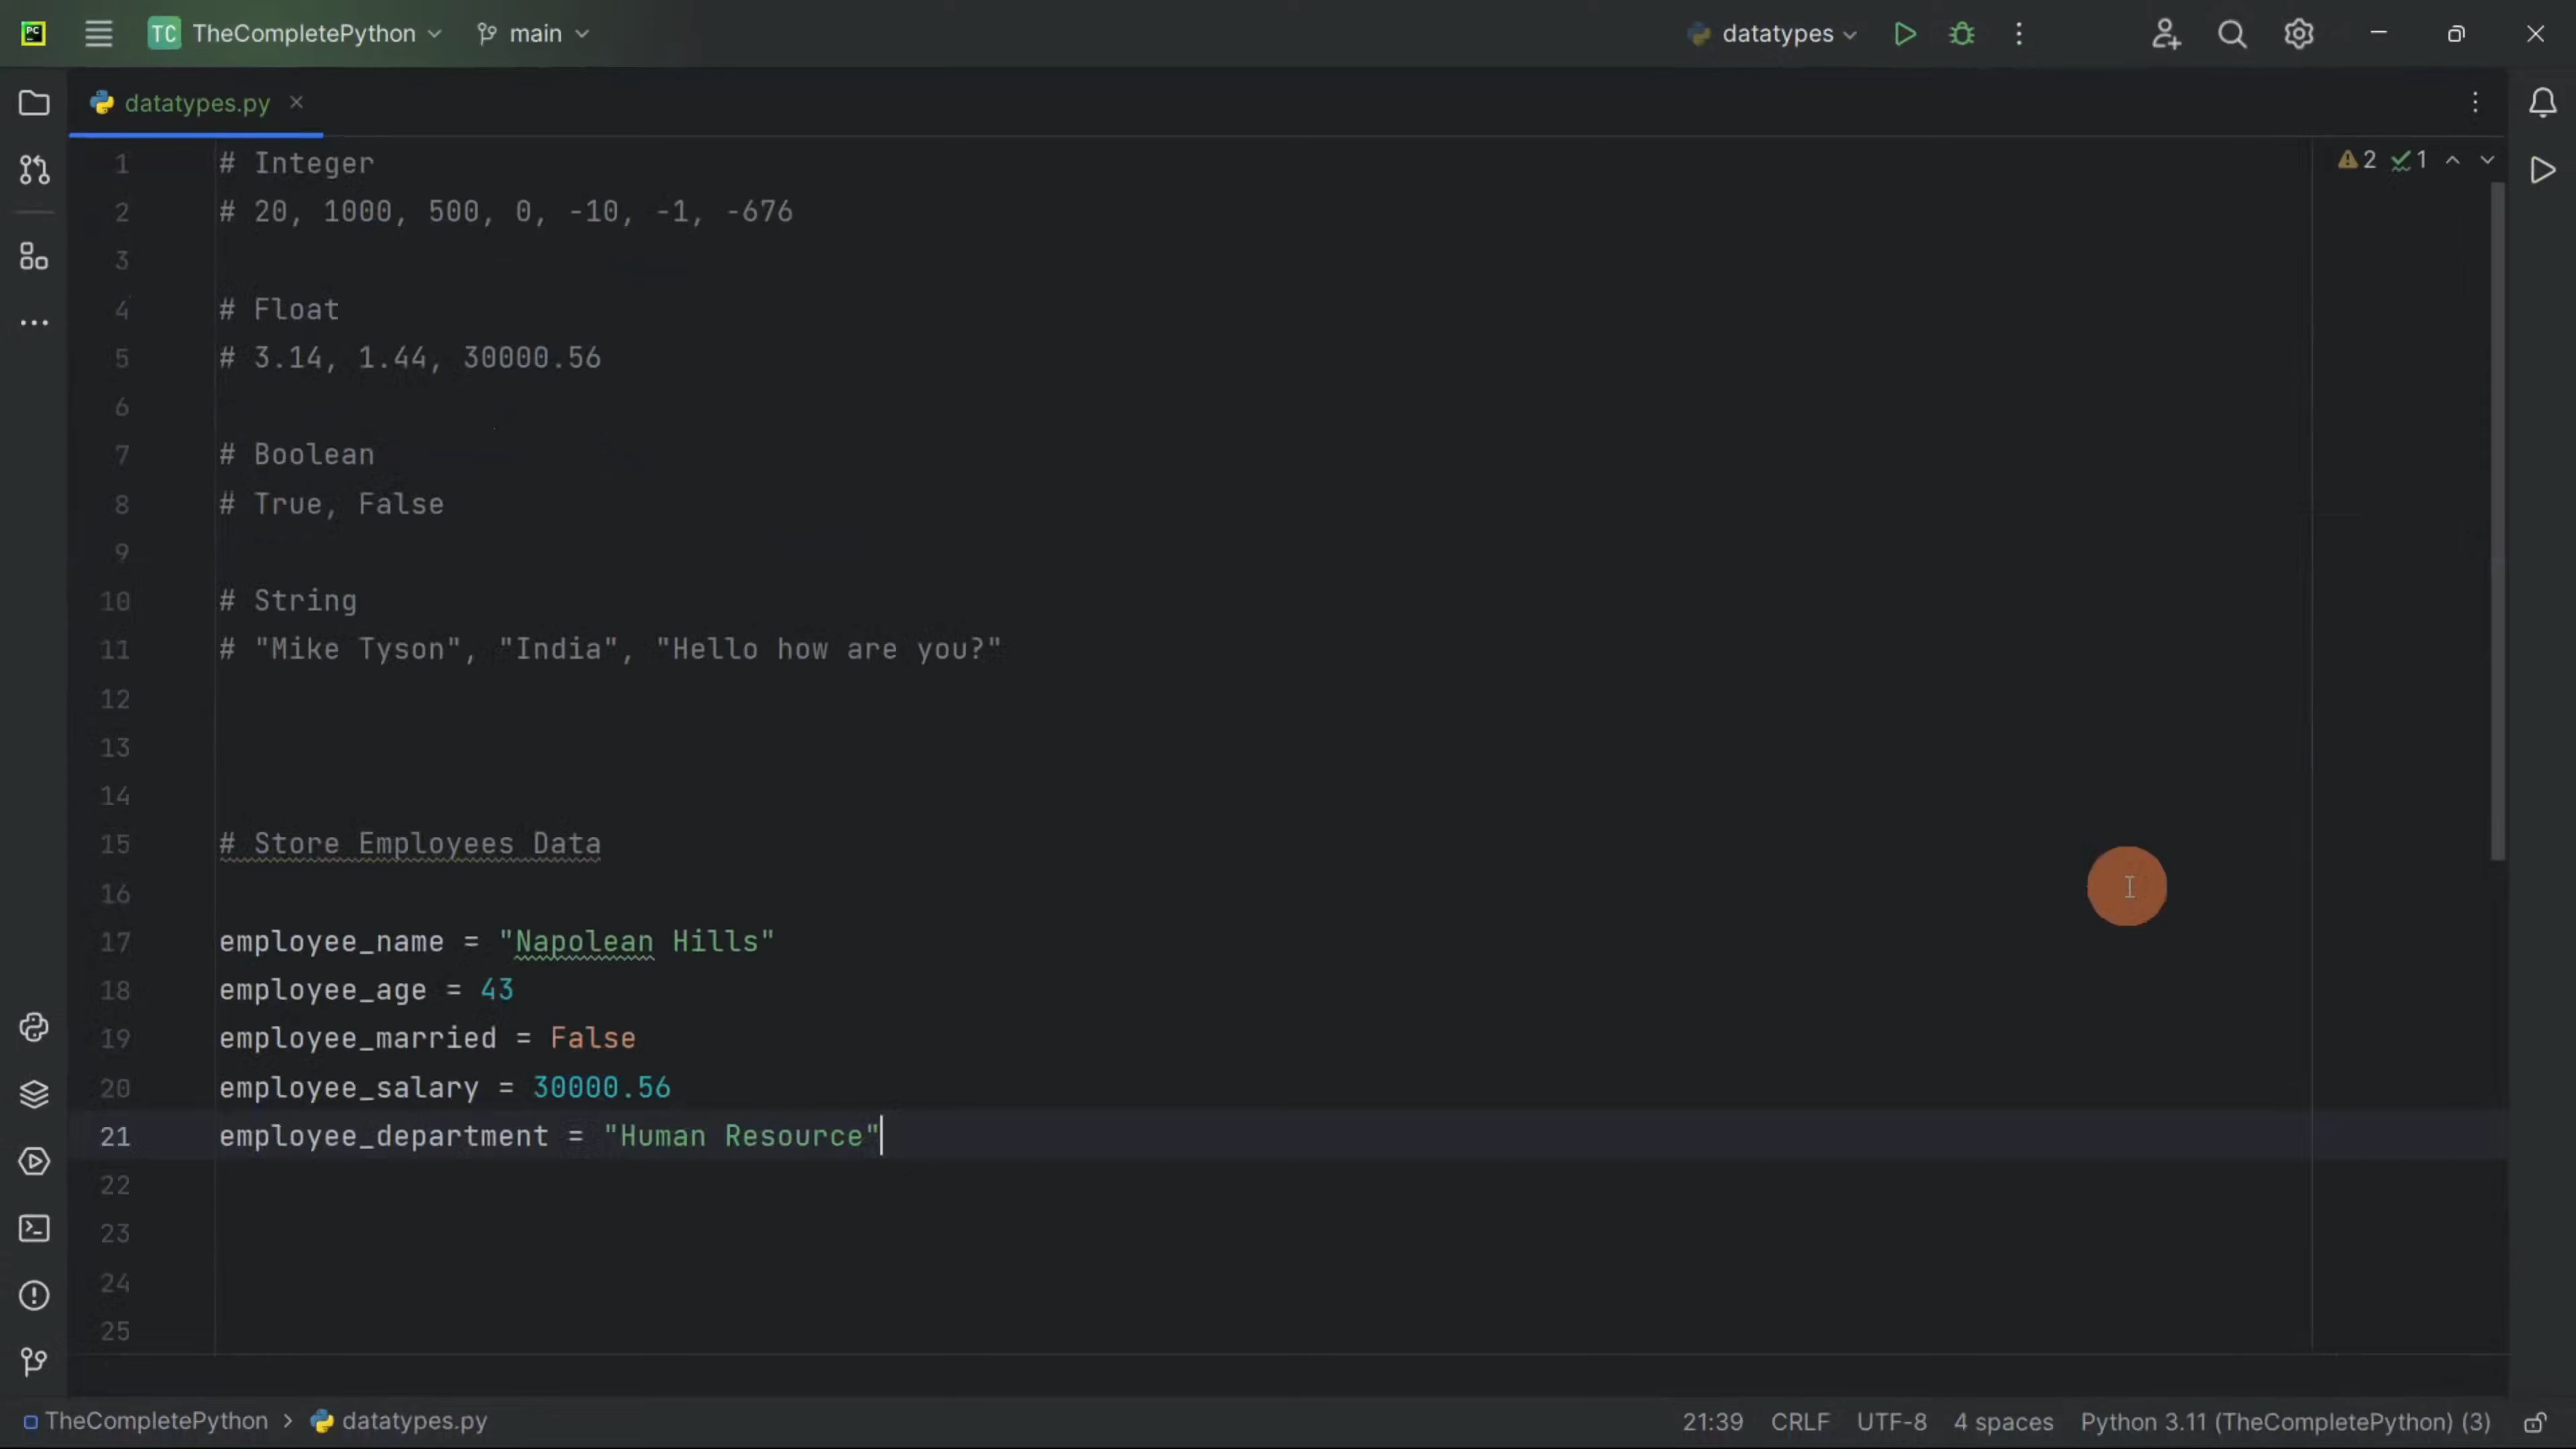 PC TC TheCompletePython main datatypes
datatypes.py
2 1
1 # Integer
2 # 20, 1000, 500, 0, -10, -1, -676
3
4 # Float
5 # 3.14, 1.44, 30000.56
6
7 # Boolean
8 # True, False
9
10 # String
11 # "Mike Tyson", "India", "Hello how are you?"
12
13
14
15 # Store Employees Data
16
17 employee_name = "Napolean Hills"
18 employee_age = 43
19 employee_married = False
20 employee_salary = 30000.56
21 employee_department = "Human Resource"
22
23
24
25
TheCompletePython > datatypes.py 21:39 CRLF UTF-8 4 spaces Python 3.11 (TheCompletePython) (3)